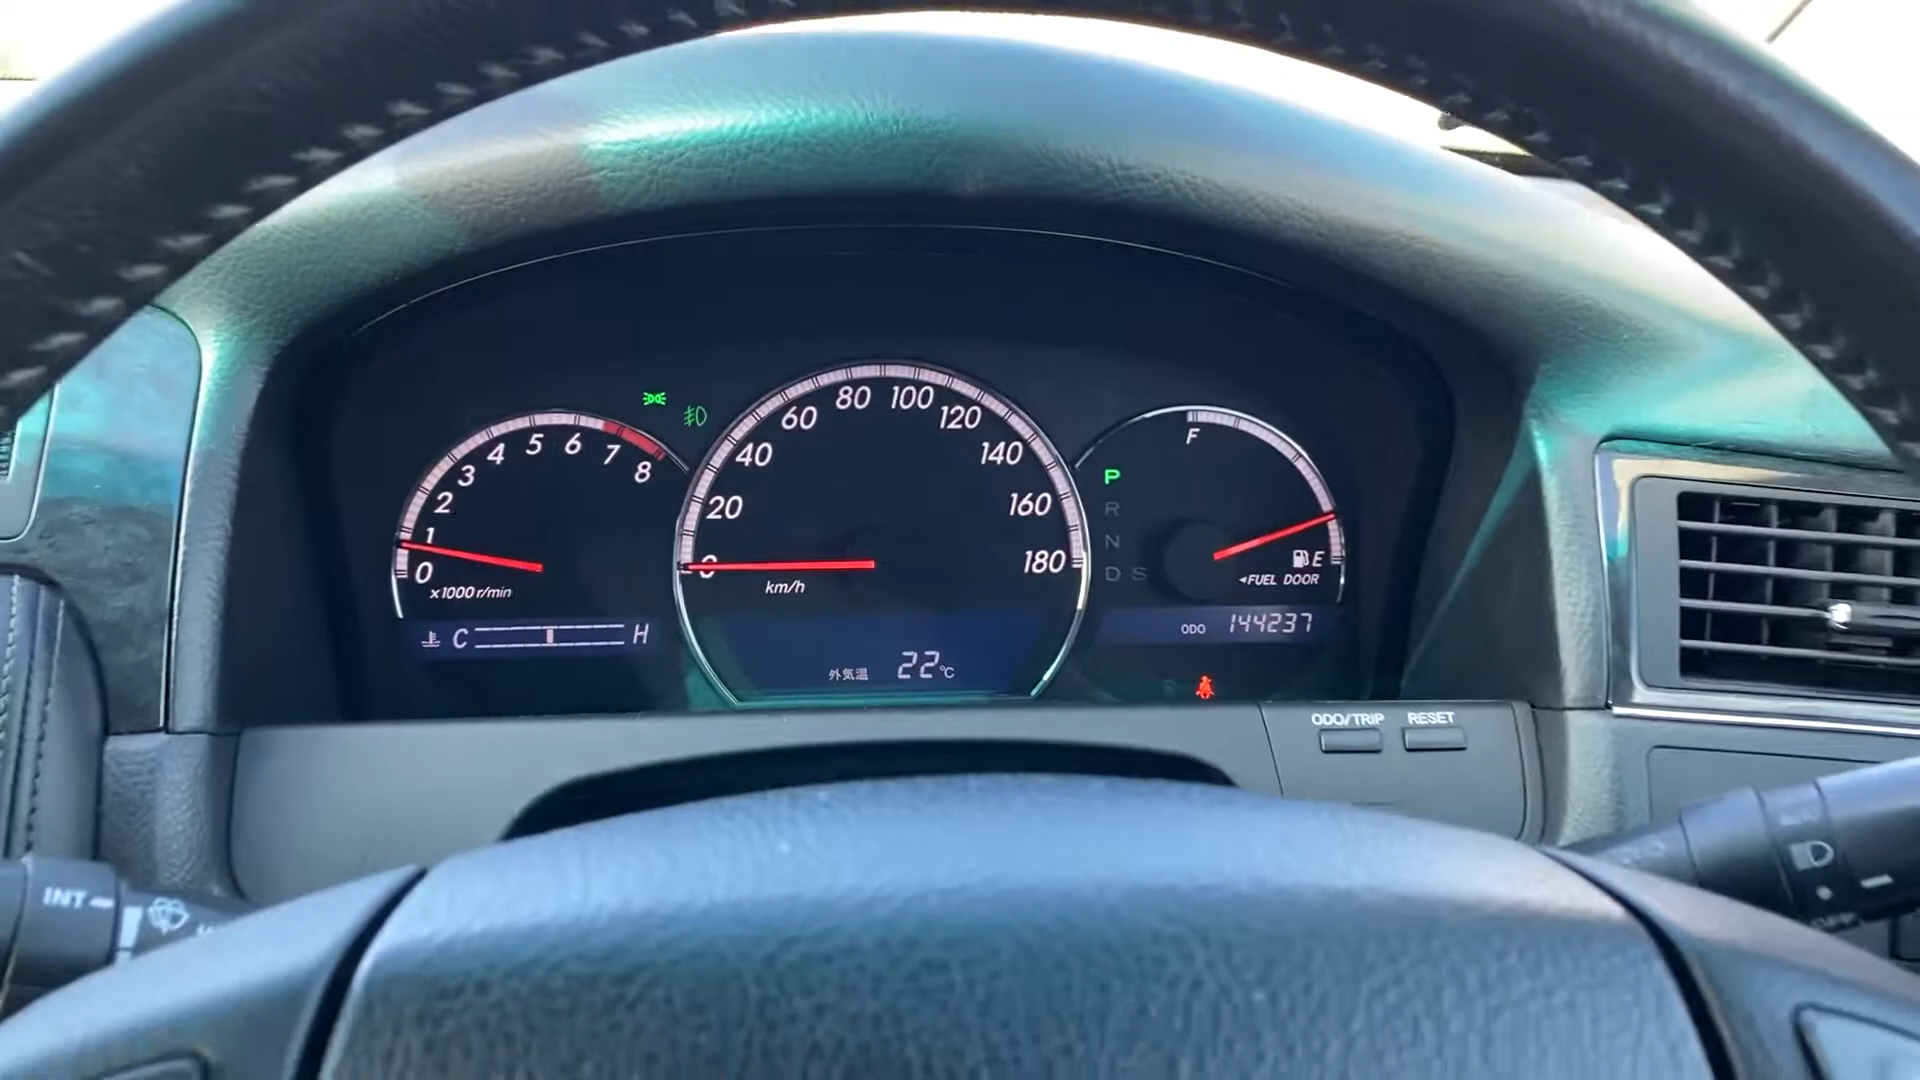 0 1 2 3 4 5 6 7 8
x1000 r/min
C H
0 20 40 60 80 100 120 140 160 180
km/h
外気温 22℃
P
R
N
D S
F
E
◄FUEL DOOR
ODO 144237
ODO/TRIP RESET
INT